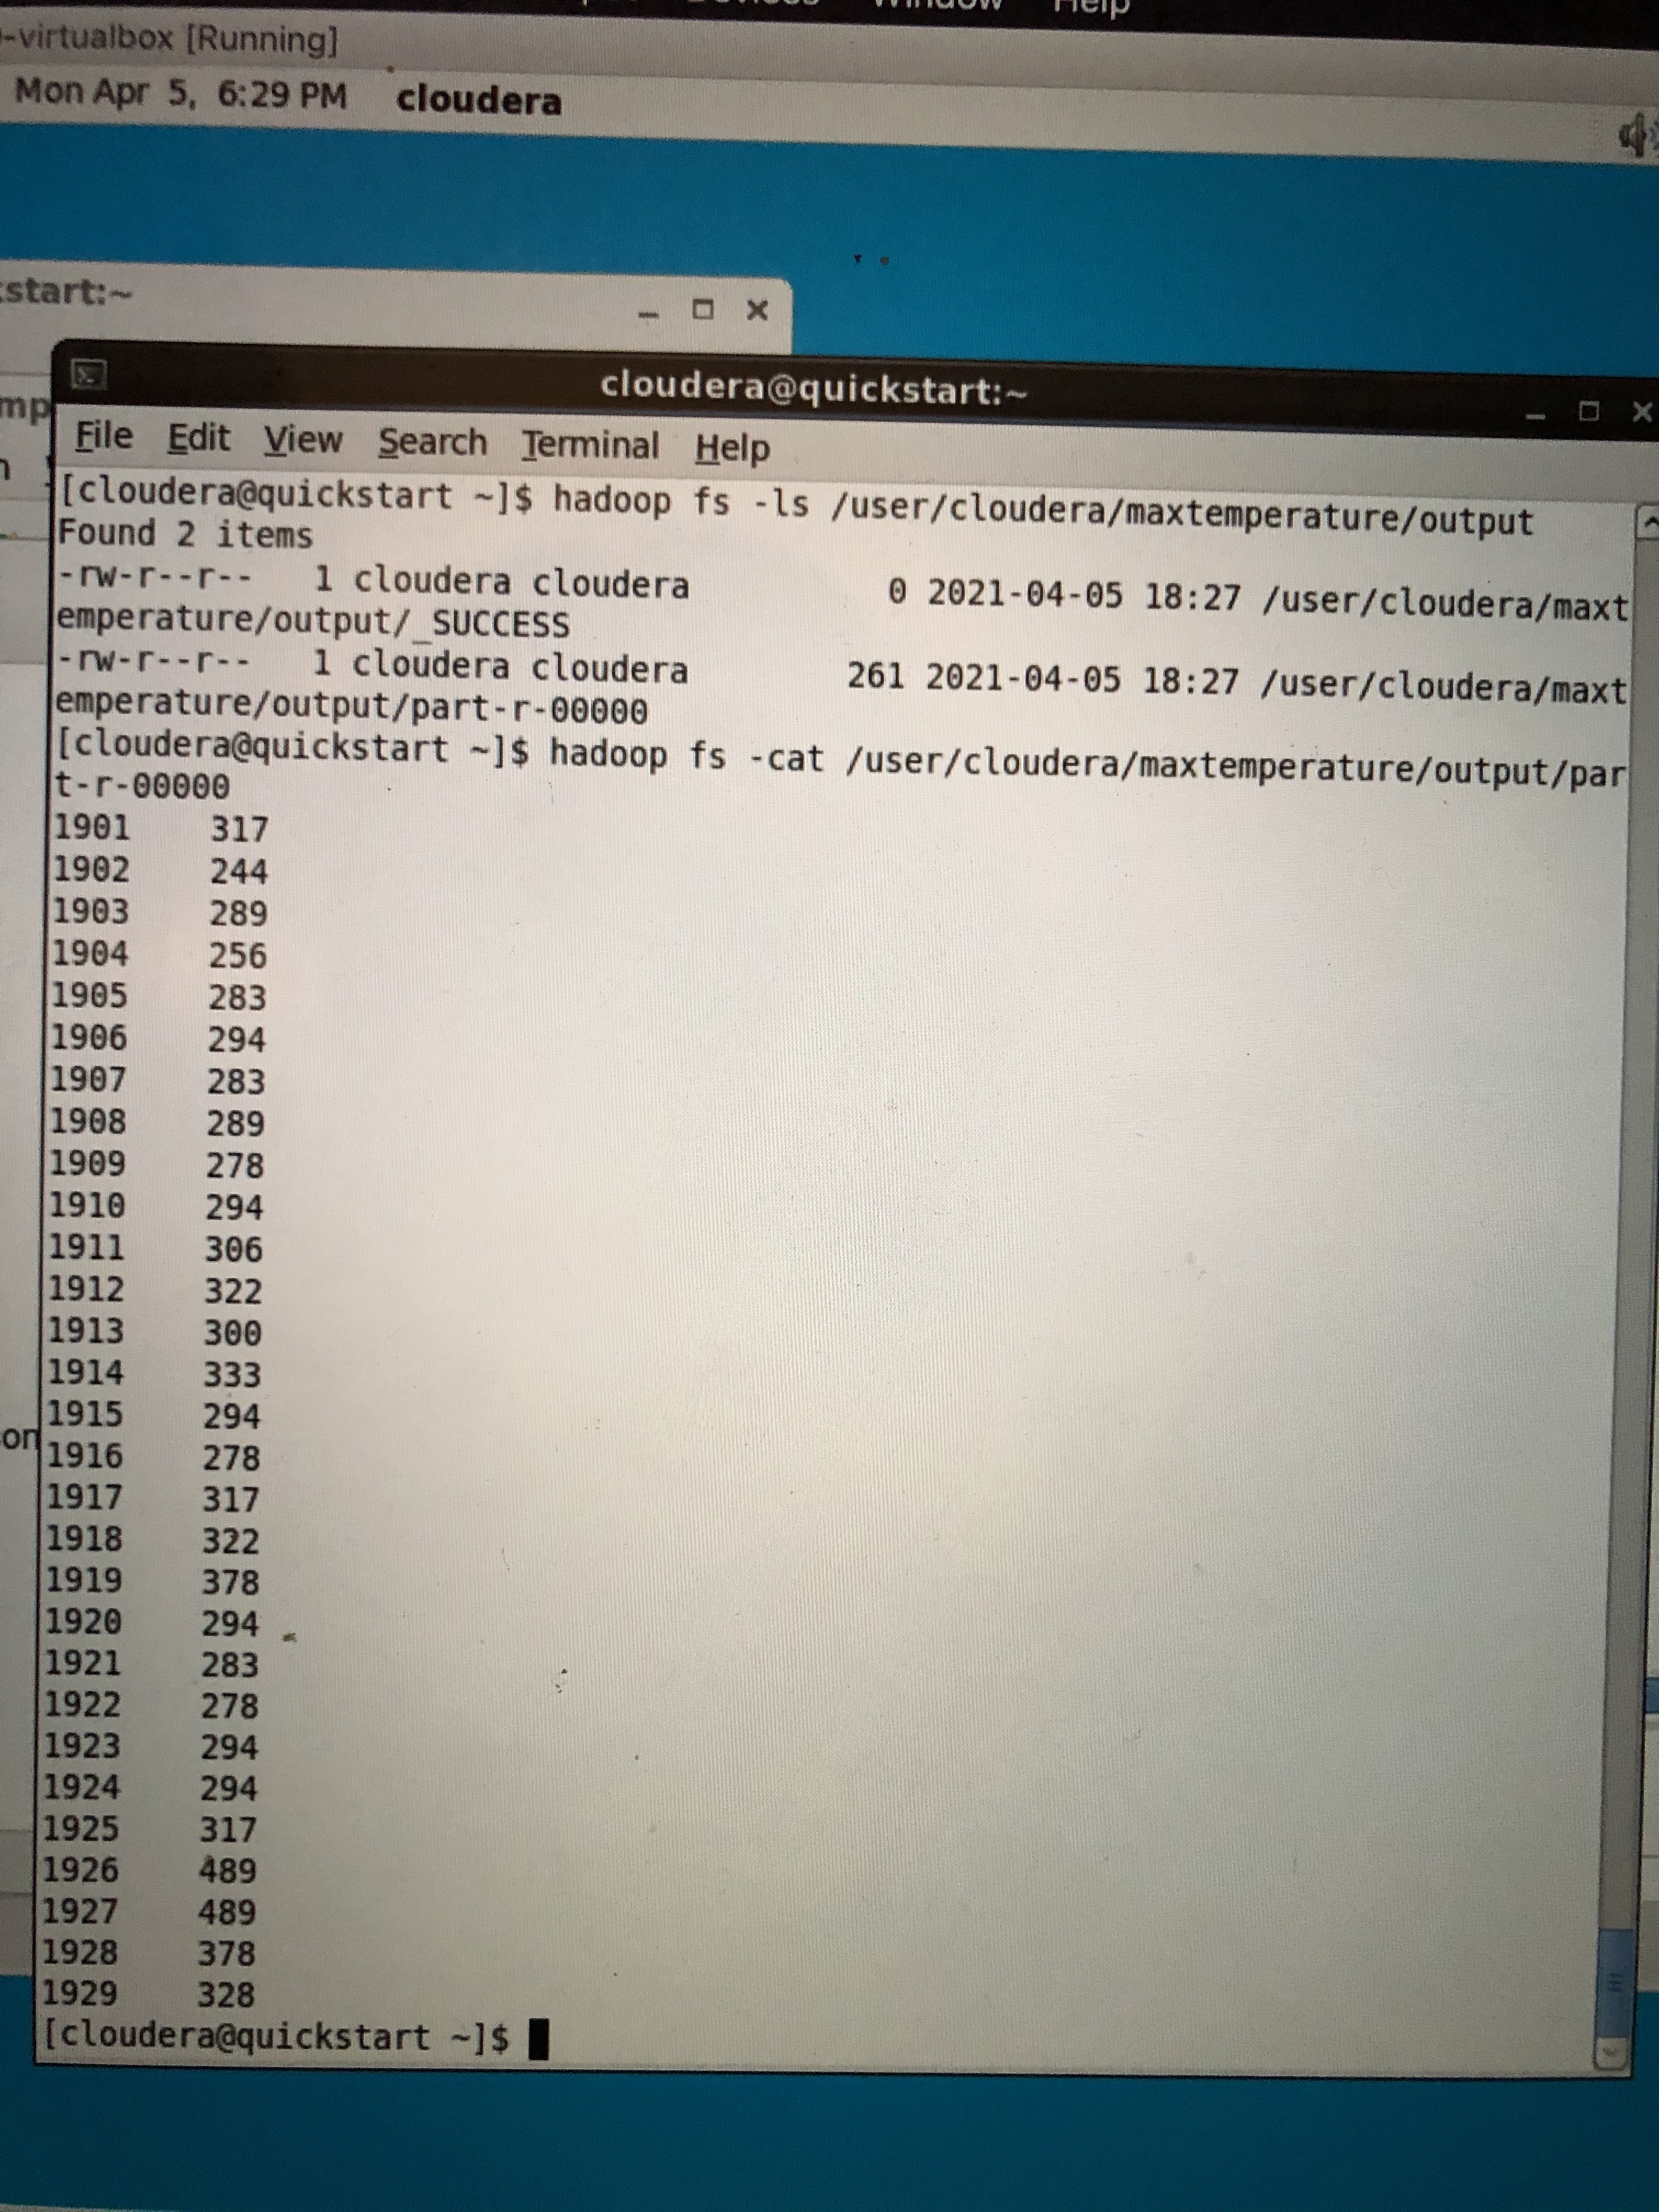 Window Help
-virtualbox [Running]
Mon Apr 5, 6:29 PM cloudera
start:~
cloudera@quickstart:~
File Edit View Search Terminal Help
[cloudera@quickstart ~]$ hadoop fs -ls /user/cloudera/maxtemperature/output
Found 2 items
-rw-r--r-- 1 cloudera cloudera 0 2021-04-05 18:27 /user/cloudera/maxt
emperature/output/_SUCCESS
-rw-r--r-- 1 cloudera cloudera 261 2021-04-05 18:27 /user/cloudera/maxt
emperature/output/part-r-00000
[cloudera@quickstart ~]$ hadoop fs -cat /user/cloudera/maxtemperature/output/par
t-r-00000
1901 317
1902 244
1903 289
1904 256
1905 283
1906 294
1907 283
1908 289
1909 278
1910 294
1911 306
1912 322
1913 300
1914 333
1915 294
1916 278
1917 317
1918 322
1919 378
1920 294
1921 283
1922 278
1923 294
1924 294
1925 317
1926 489
1927 489
1928 378
1929 328
[cloudera@quickstart ~]$